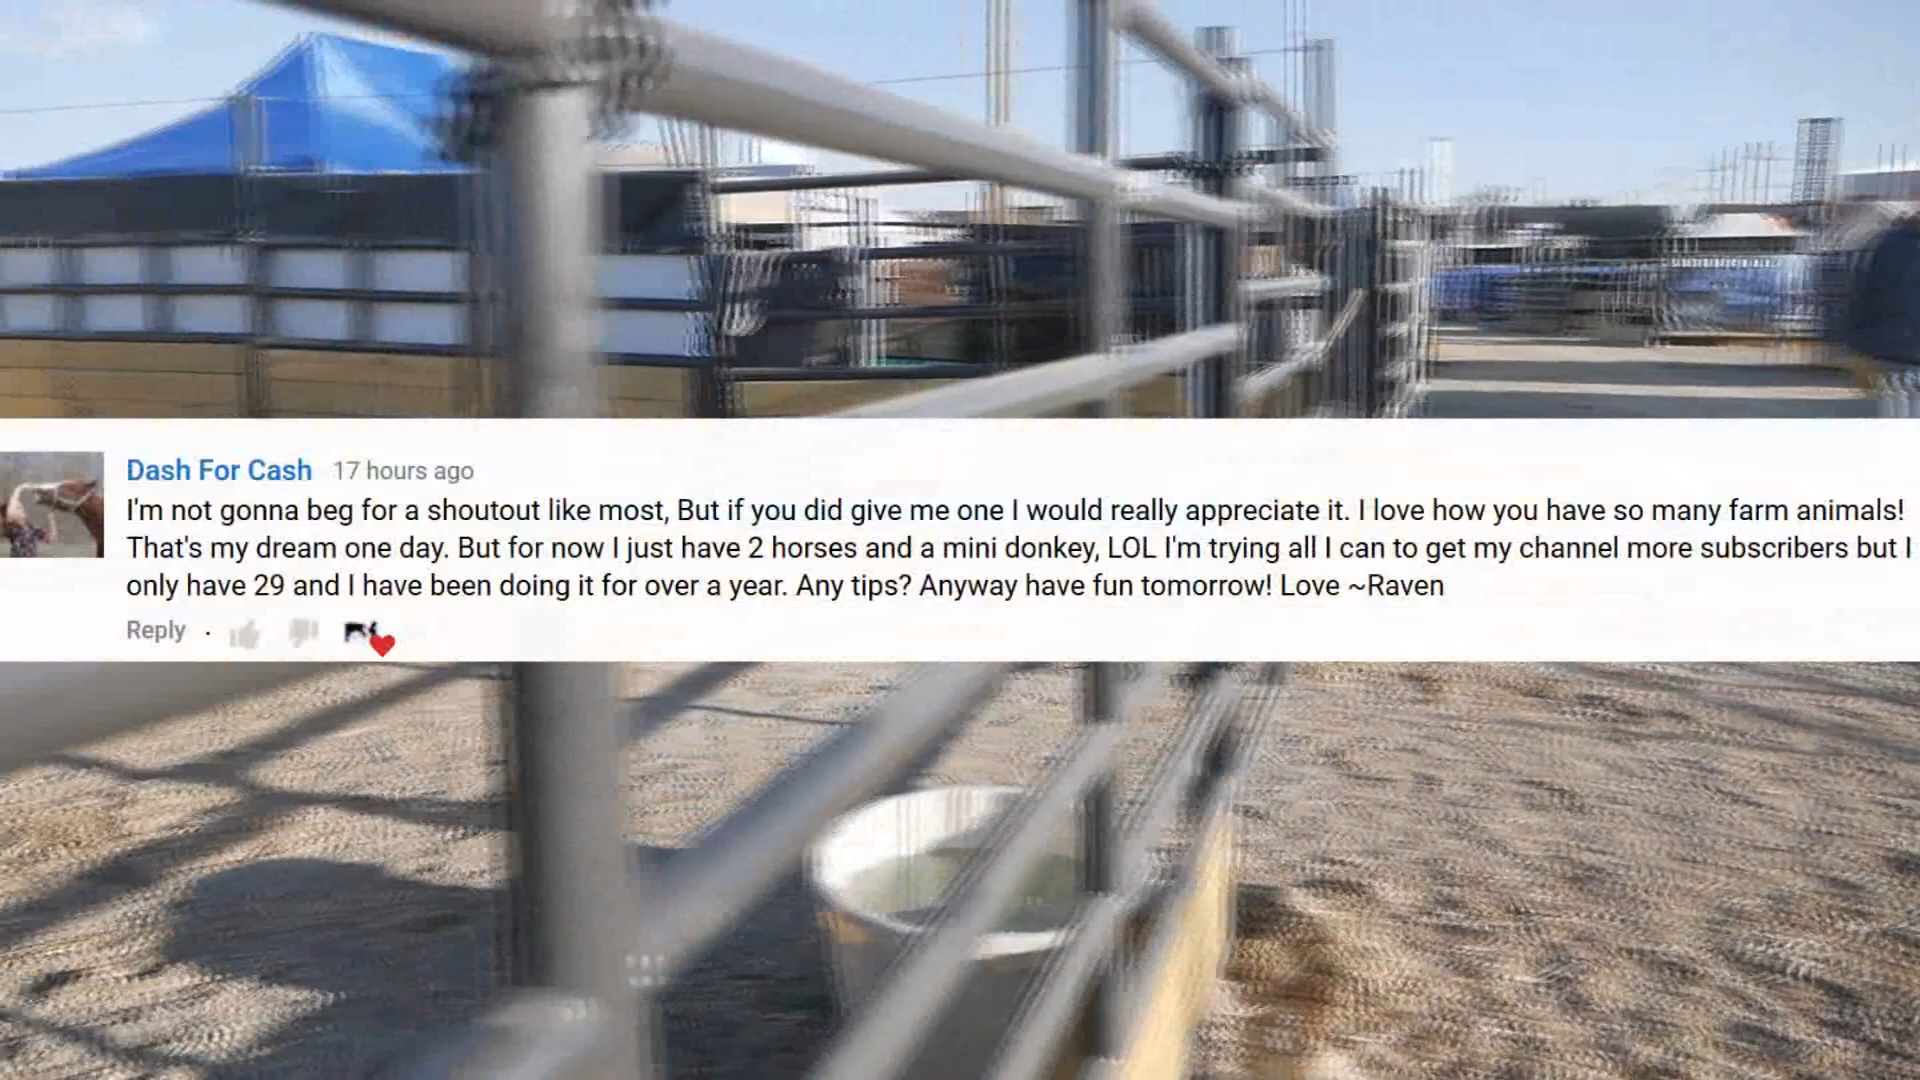 Dash For Cash 17 hours ago
I'm not gonna beg for a shoutout like most, But if you did give me one I would really appreciate it. I love how you have so many farm animals!
That's my dream one day. But for now I just have 2 horses and a mini donkey, LOL I'm trying all I can to get my channel more subscribers but I
only have 29 and I have been doing it for over a year. Any tips? Anyway have fun tomorrow! Love ~Raven
Reply ·